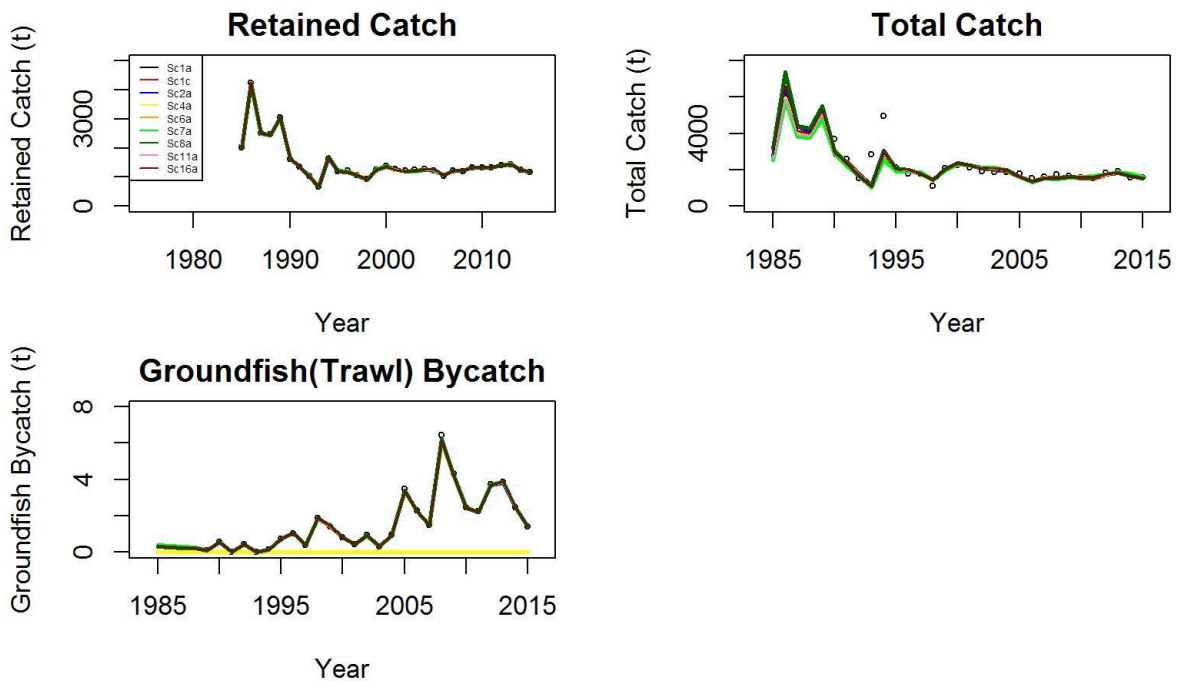 Retained Catch
Retained Catch (t)
3000
0
Sc1a
Sc1c
Sc2a
Sc4a
Sc6a
Sc7a
Sc8a
Sc11a
Sc16a
1980 1990 2000 2010
Year
Total Catch
Total Catch (t)
4000
0
1985 1995 2005 2015
Year
Groundfish(Trawl) Bycatch
Groundfish Bycatch (t)
8
4
0
1985 1995 2005 2015
Year